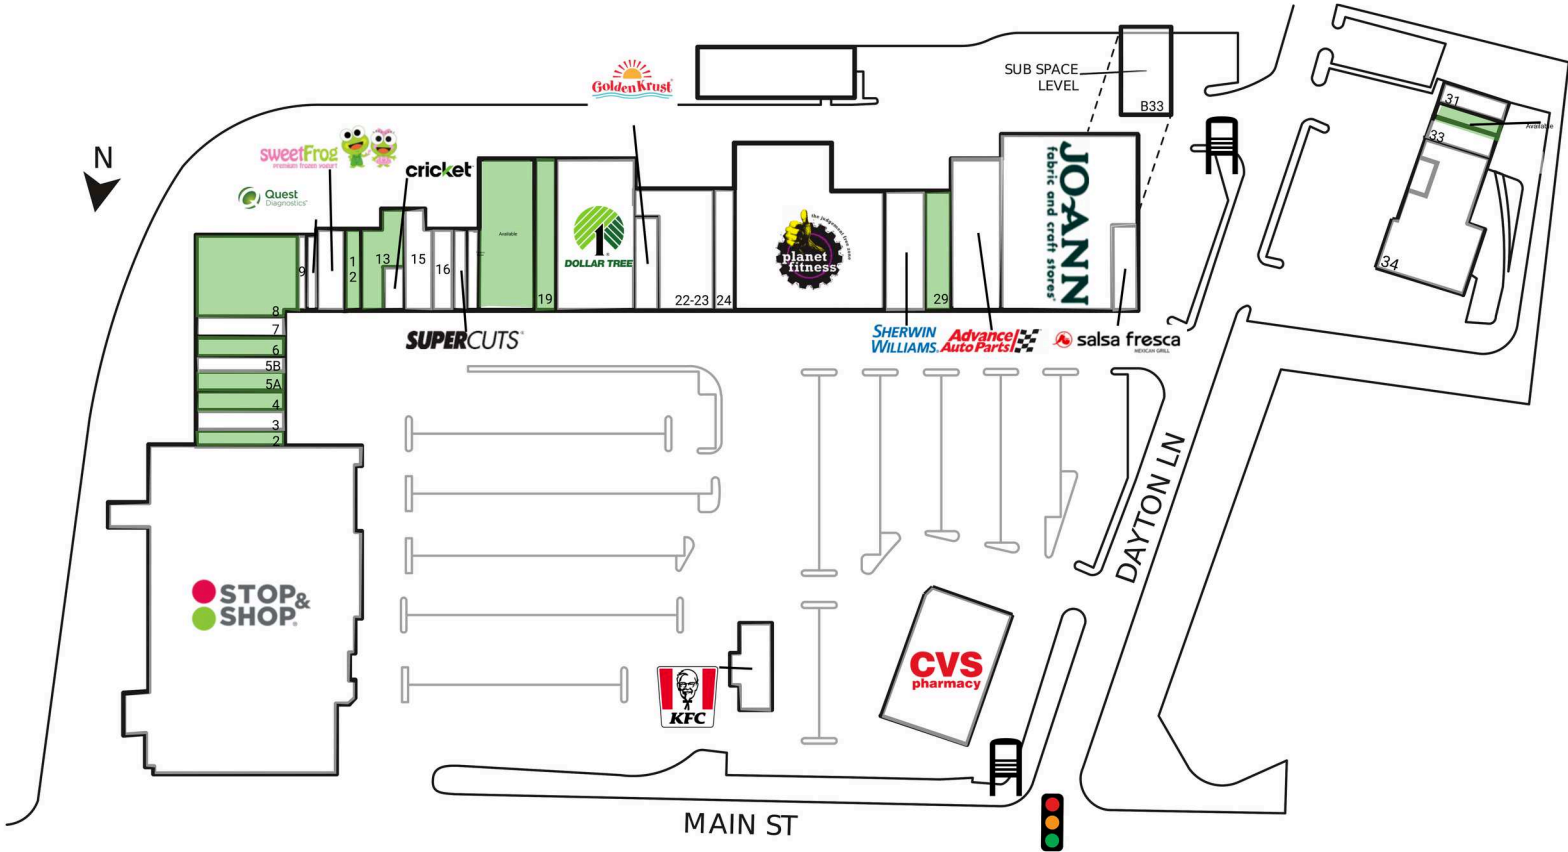 SUB SPACE
LEVEL
B33
Golden Krust
31
Available
33
34
N
sweetFrog
PREMIUM FROZEN YOGURT
cricket
Quest
Diagnostics
JO-ANN
fabric and craft stores
Available
the judgement free zone
planet
fitness
DOLLAR TREE
1
2
13
15
16
9
19
22-23
24
29
8
7
6
5B
5A
4
3
2
SUPERCUTS
SHERWIN
WILLIAMS.
Advance
Auto Parts
salsa fresca
MEXICAN GRILL
DAYTON LN
STOP&
SHOP
CVS
pharmacy
KFC
MAIN ST